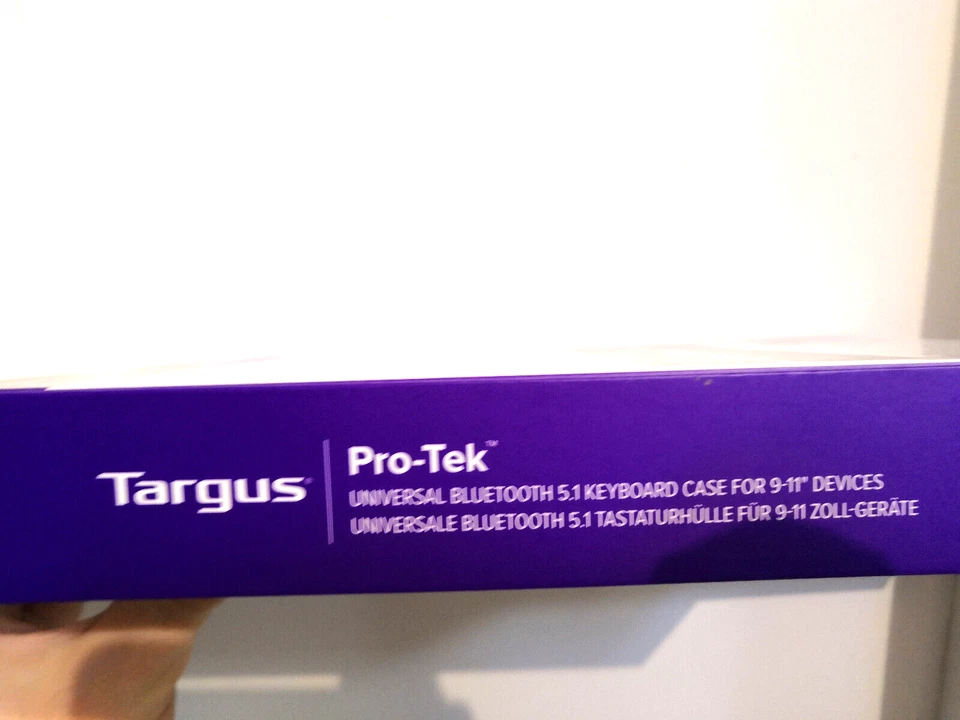 Targus
Pro-Tek™
UNIVERSAL BLUETOOTH 5.1 KEYBOARD CASE FOR 9-11" DEVICES
UNIVERSALE BLUETOOTH 5.1 TASTATURHÜLLE FÜR 9-11 ZOLL-GERÄTE